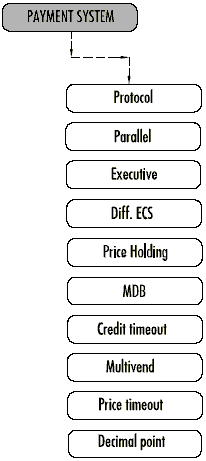 PAYMENT SYSTEM
Protocol
Parallel
Executive
Diff. ECS
Price Holding
MDB
Credit timeout
Multivend
Price timeout
Decimal point